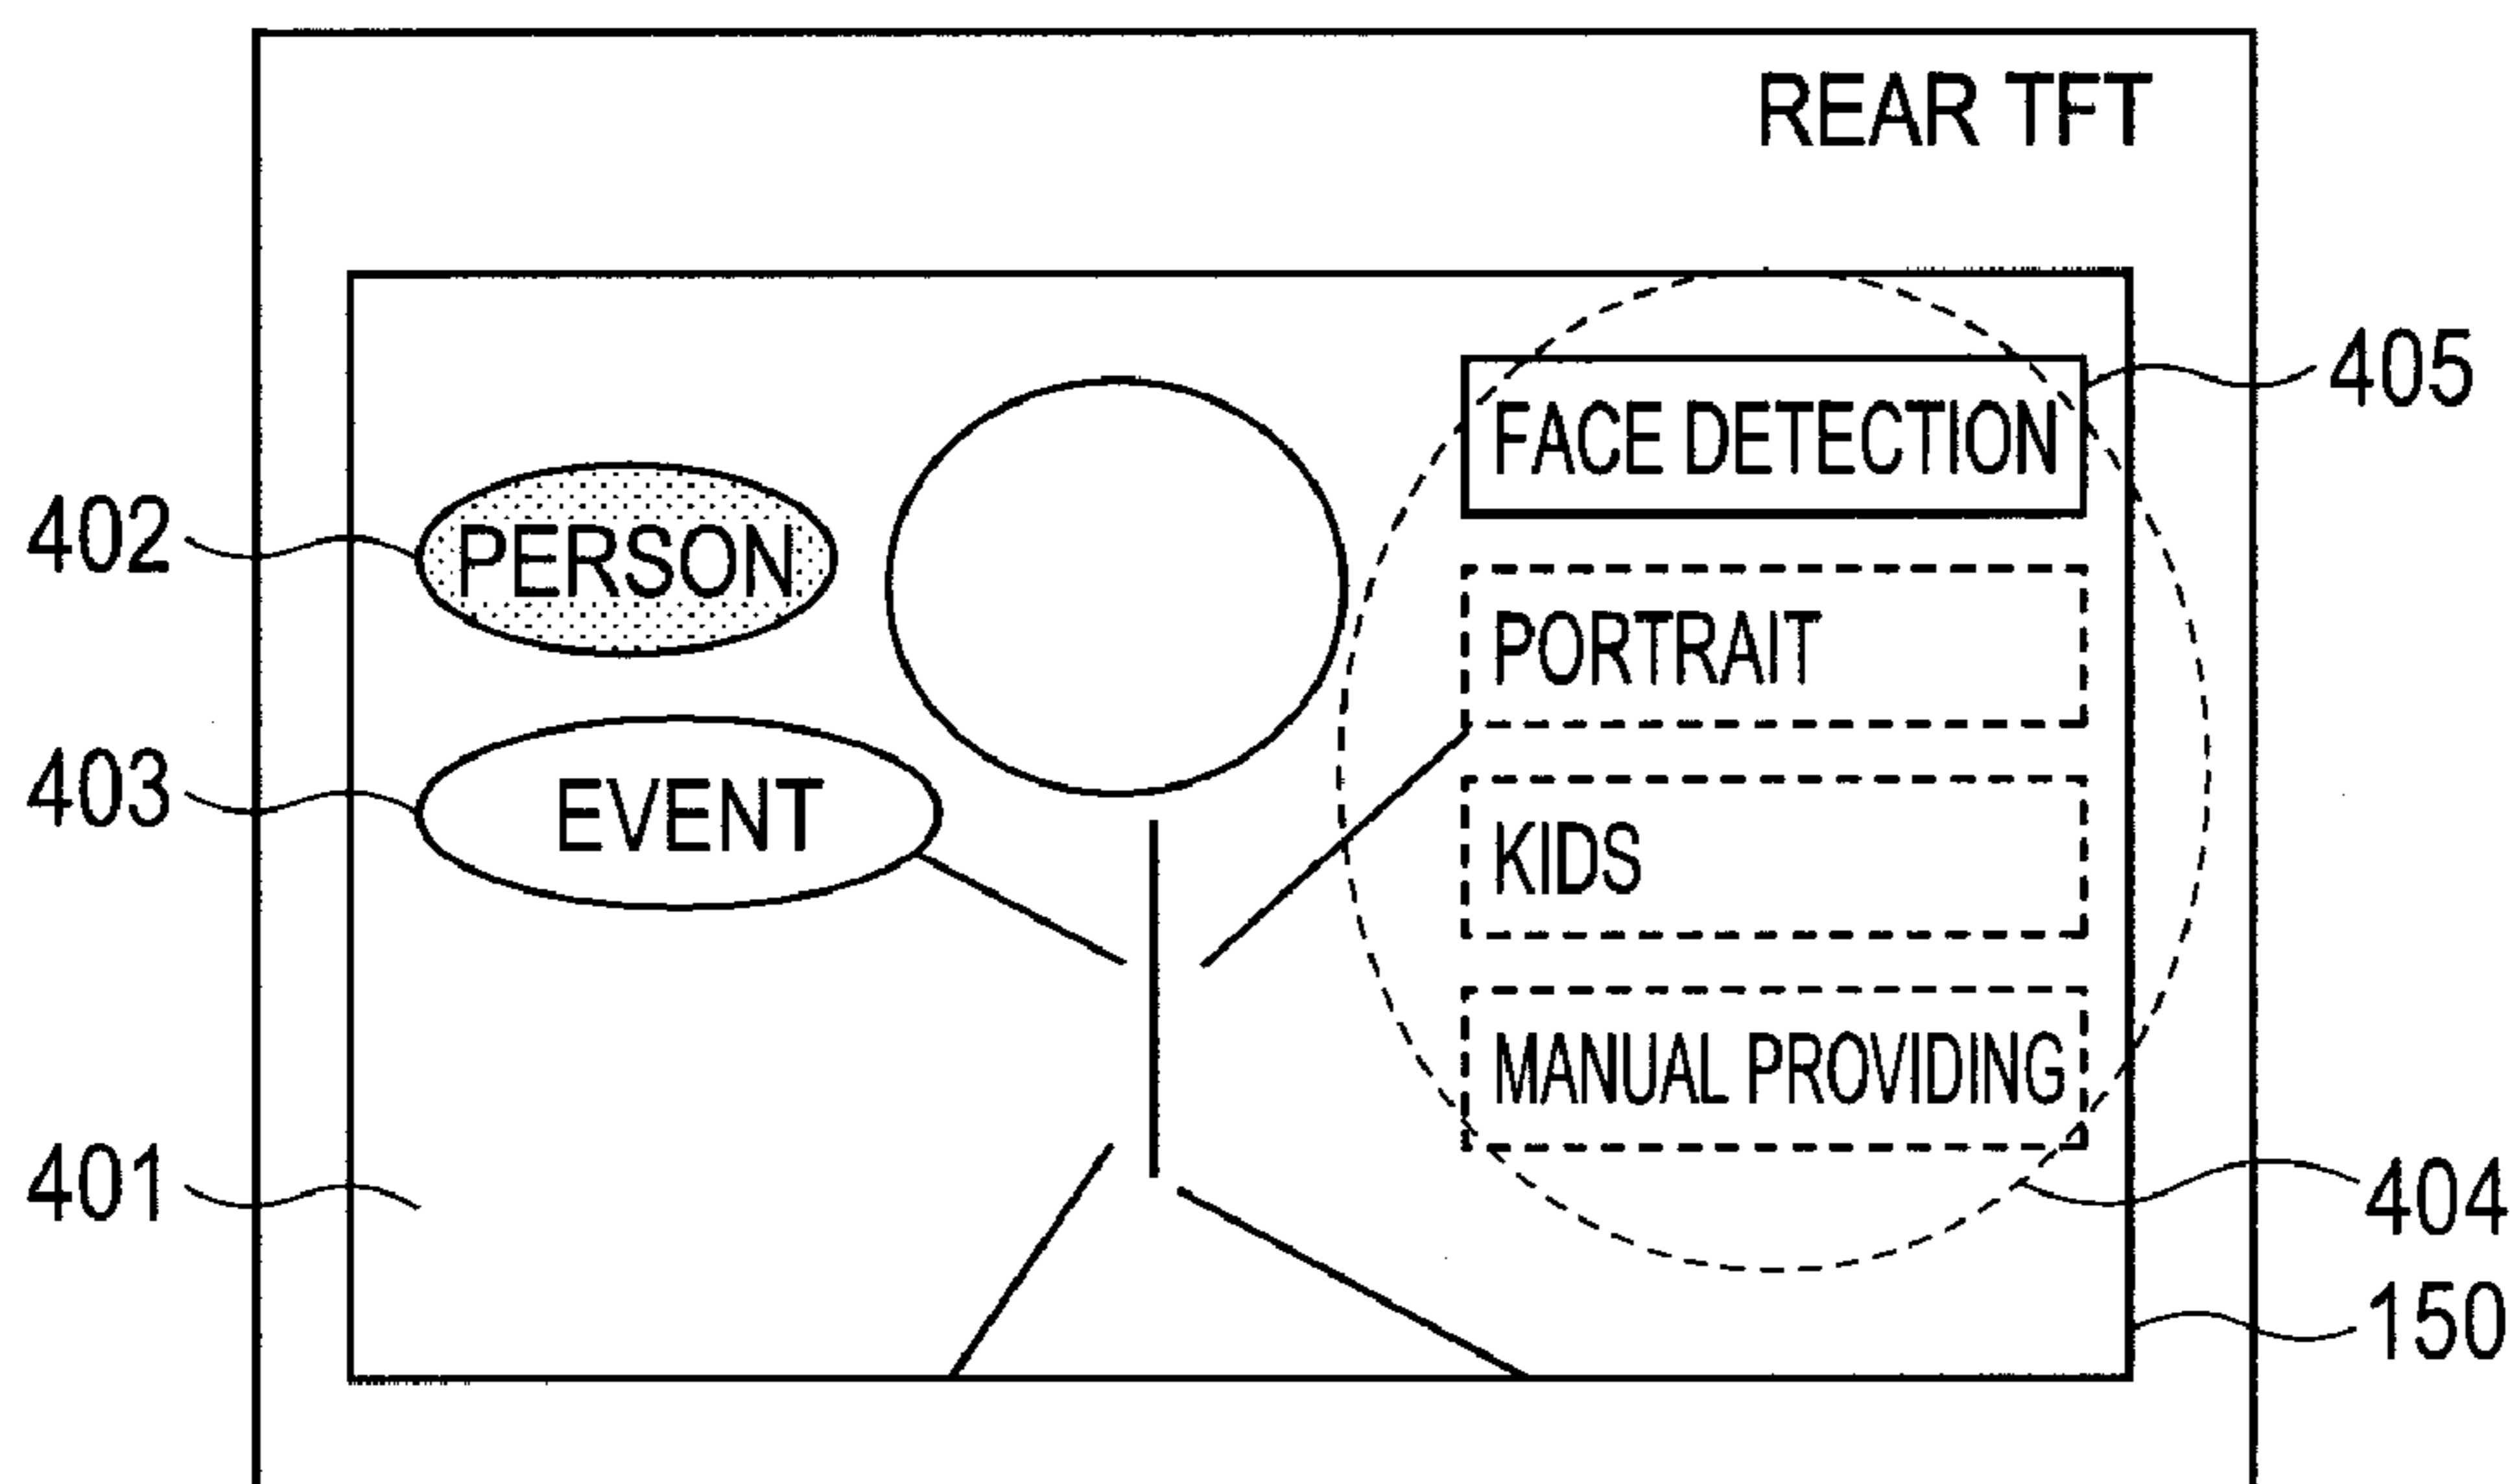 REAR TFT
405
FACE DETECTION
402
PERSON
PORTRAIT
403
EVENT
KIDS
MANUAL PROVIDING
401
404
150